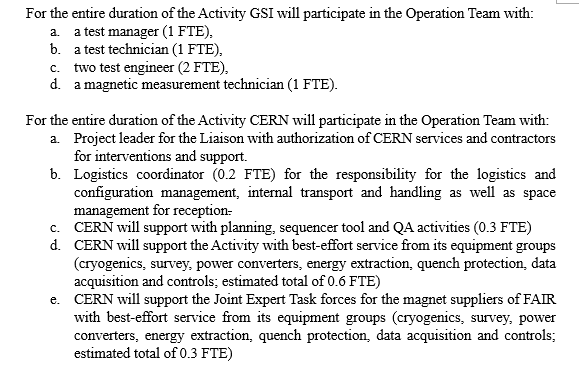 For the entire duration of the Activity GSI will participate in the Operation Team with:
a. a test manager (1 FTE),
b. a test technician (1 FTE),
c. two test engineer (2 FTE),
d. a magnetic measurement technician (1 FTE).
For the entire duration of the Activity CERN will participate in the Operation Team with:
a. Project leader for the Liaison with authorization of CERN services and contractors
for interventions and support.
b. Logistics coordinator (0.2 FTE) for the responsibility for the logistics and
configuration management, internal transport and handling as well as space
management for reception.
c. CERN will support with planning, sequencer tool and QA activities (0.3 FTE)
d. CERN will support the Activity with best-effort service from its equipment groups
(cryogenics, survey, power converters, energy extraction, quench protection, data
acquisition and controls; estimated total of 0.6 FTE)
e. CERN will support the Joint Expert Task forces for the magnet suppliers of FAIR
with best-effort service from its equipment groups (cryogenics, survey, power
converters, energy extraction, quench protection, data acquisition and controls;
estimated total of 0.3 FTE)